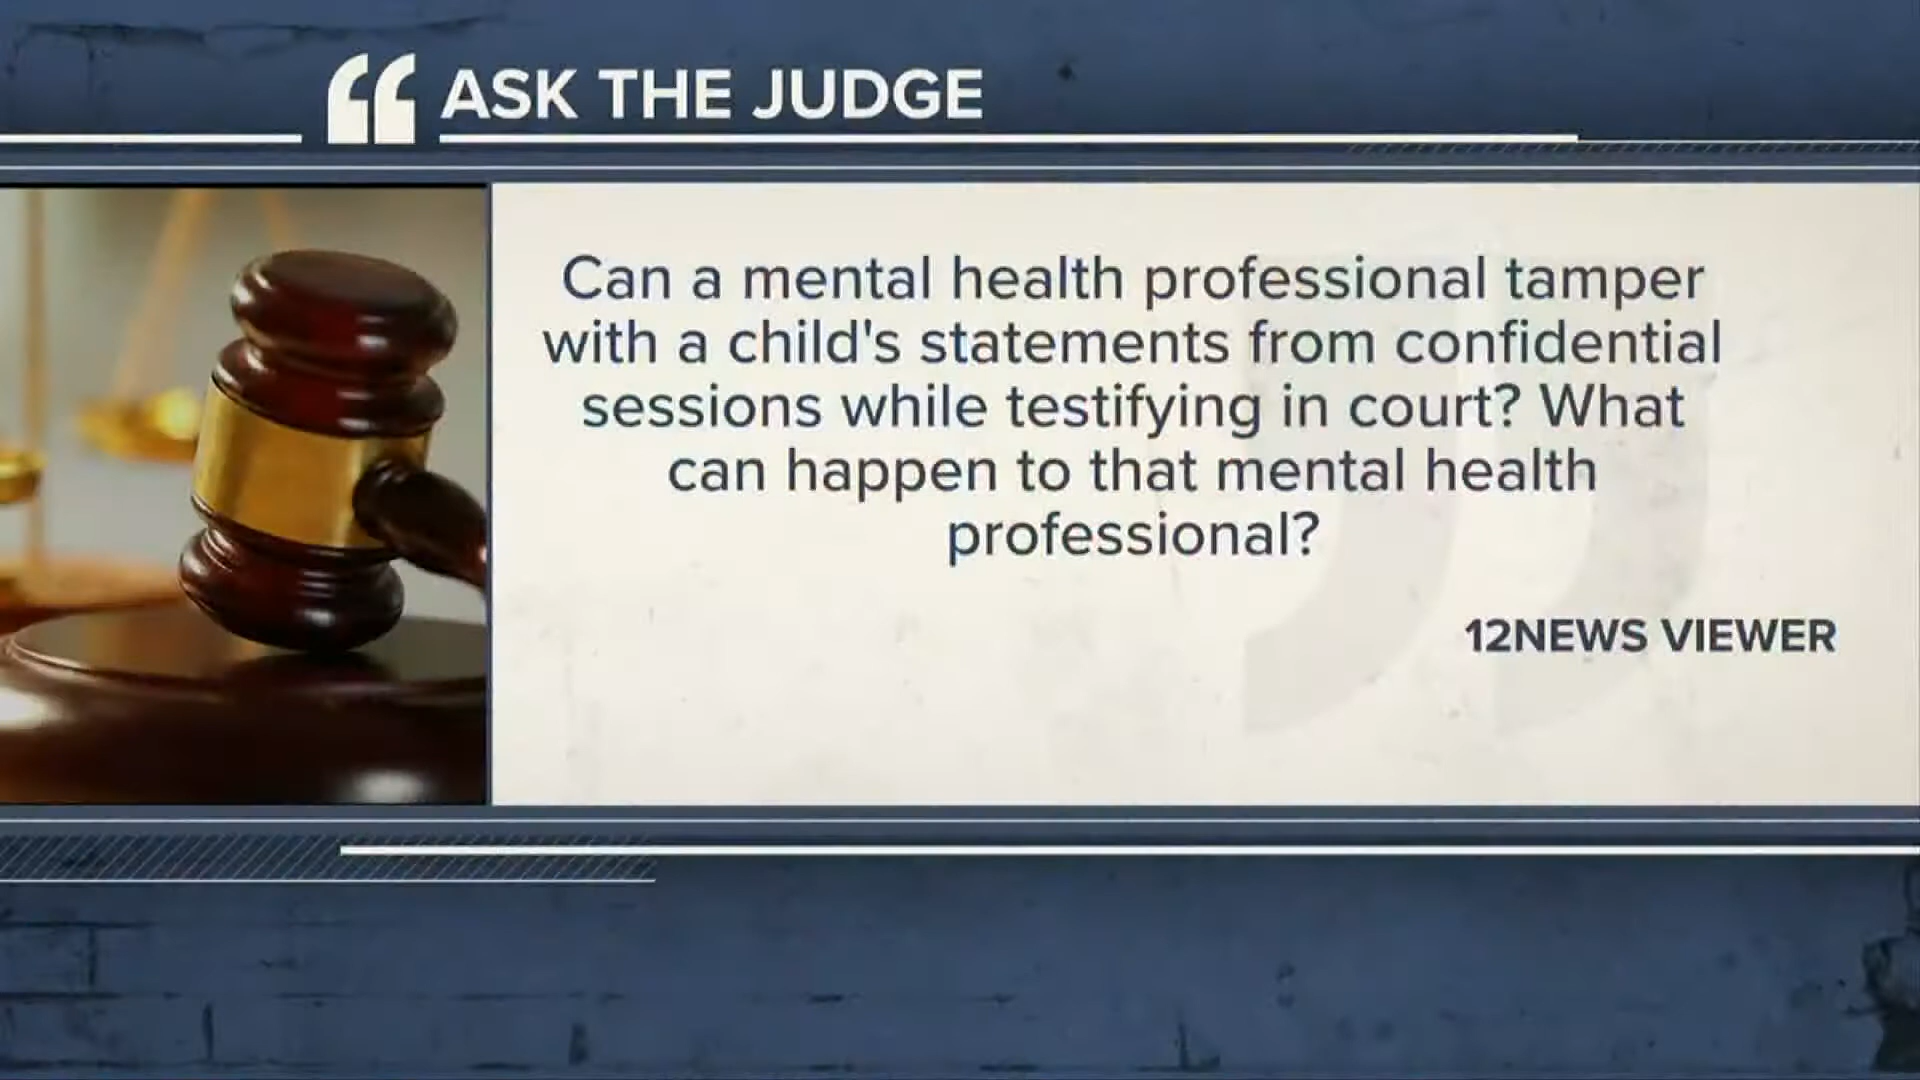 ASK THE JUDGE
Can a mental health professional tamper
with a child's statements from confidential
sessions while testifying in court? What
can happen to that mental health
professional?
12NEWS VIEWER